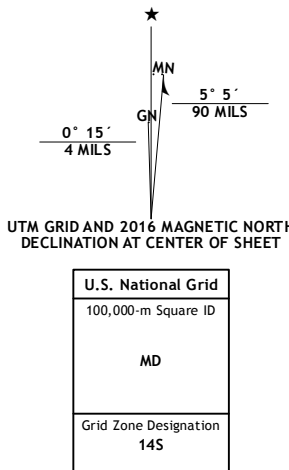 ★
MN
5° 5´
GN
90 MILS
0° 15´
4 MILS
UTM GRID AND 2016 MAGNETIC NORTH
DECLINATION AT CENTER OF SHEET
U.S. National Grid
100,000-m Square ID
MD
Grid Zone Designation
14S